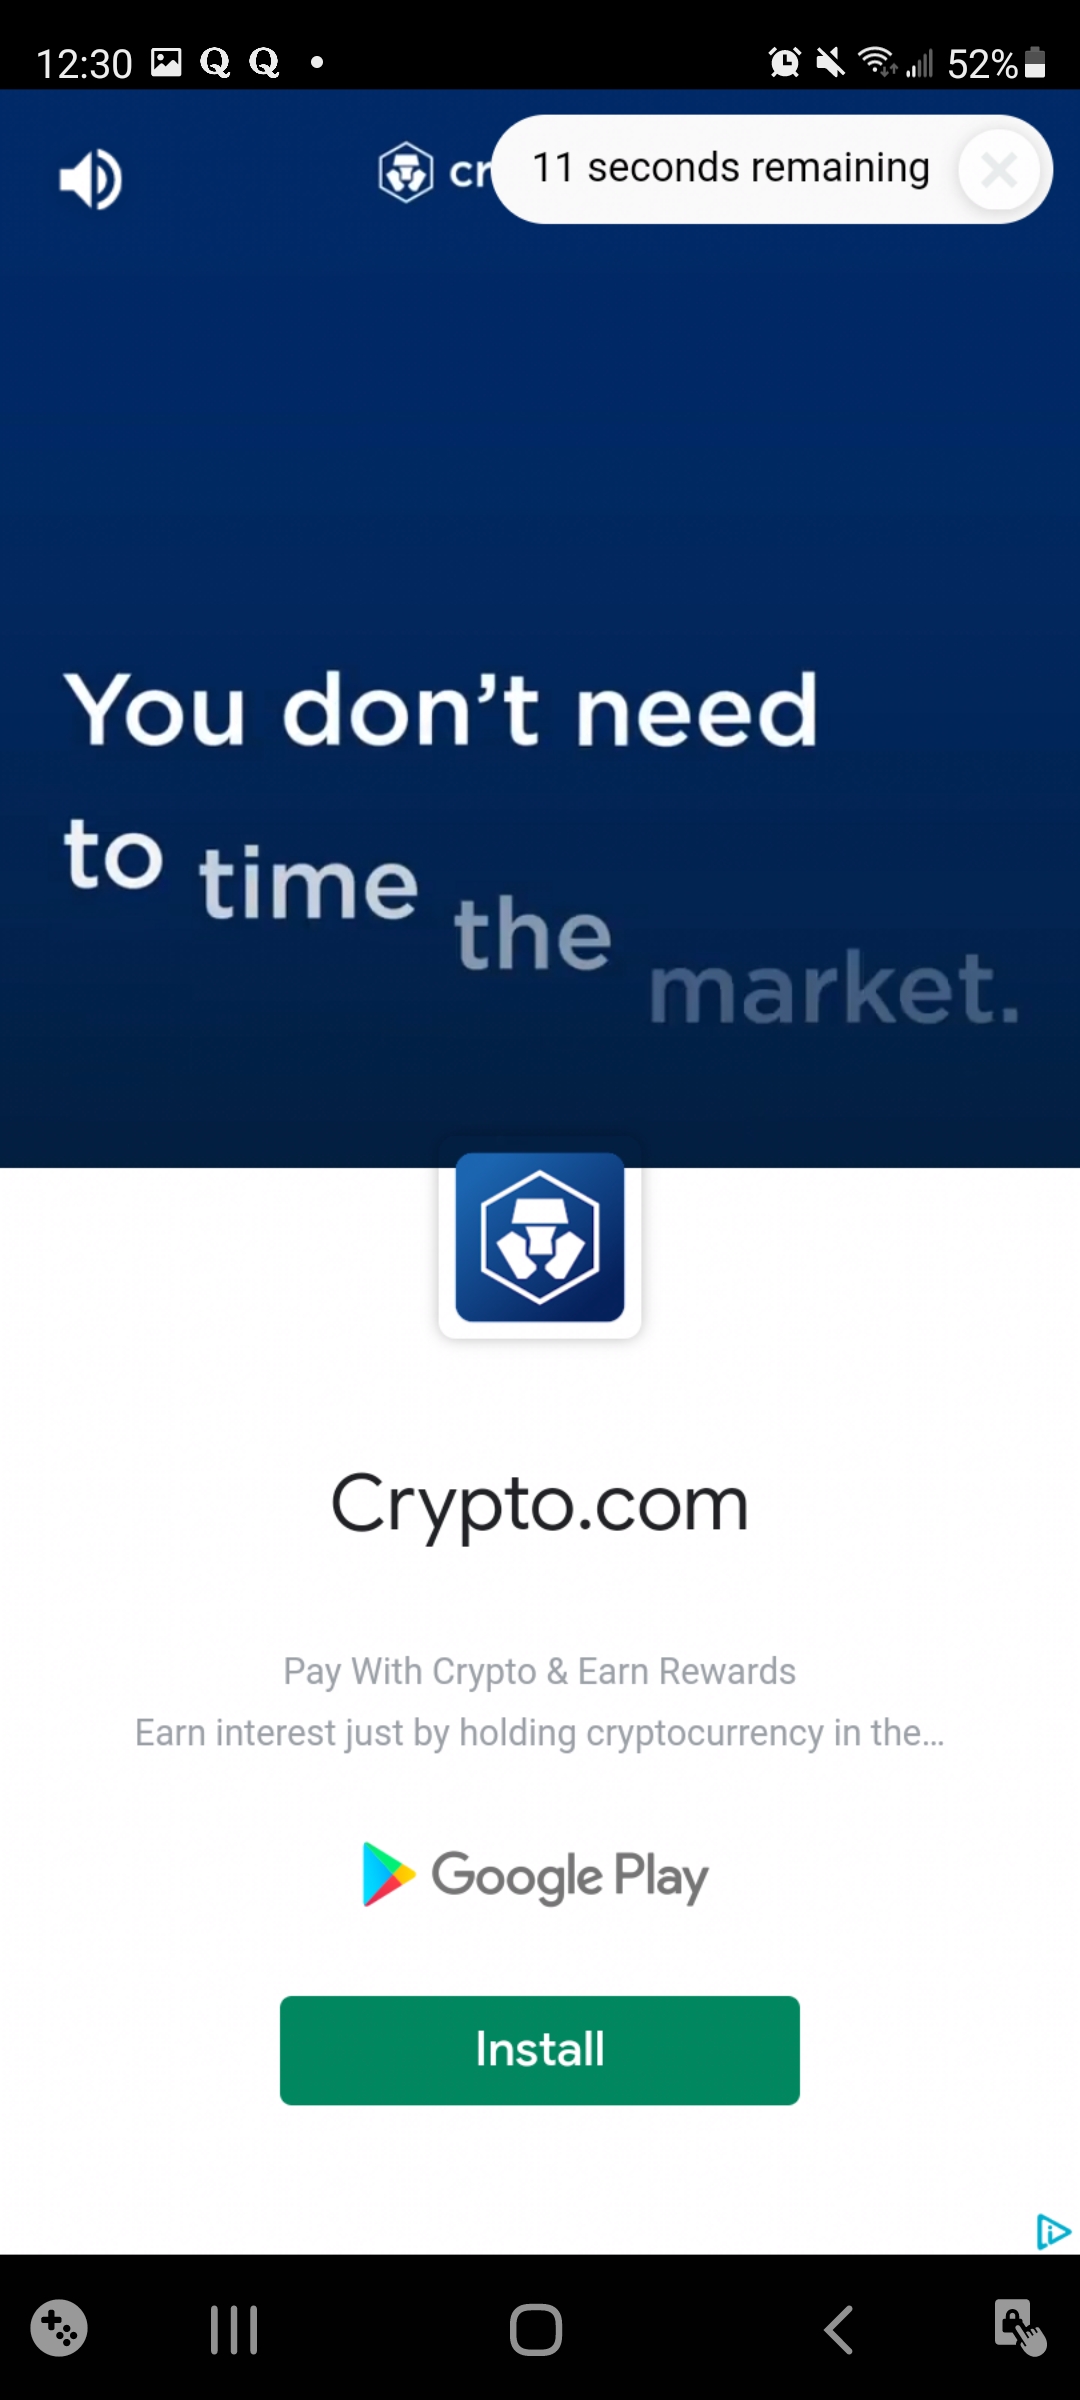 12:30 Q Q 52%
cr 11 seconds remaining
You don't need
to time the market.
Crypto.com
Pay With Crypto & Earn Rewards
Earn interest just by holding cryptocurrency in the...
Google Play
Install